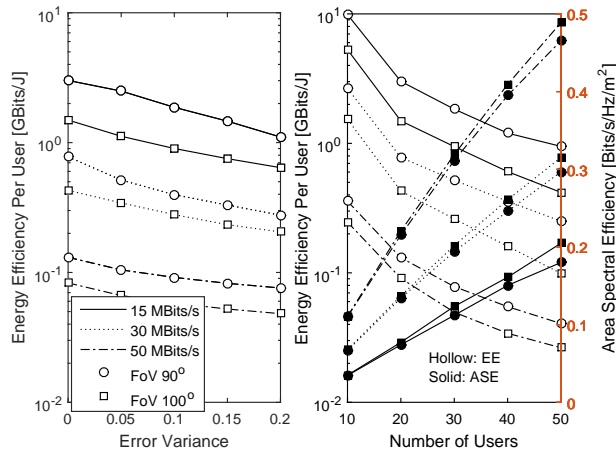 10^1
10^0
10^-1
10^-2
Energy Efficiency Per User [GBits/J]
0 0.05 0.1 0.15 0.2
Error Variance
15 MBits/s
30 MBits/s
50 MBits/s
FoV 90°
FoV 100°
10^1
10^0
10^-1
10^-2
Energy Efficiency Per User [GBits/J]
10 20 30 40 50
Number of Users
Hollow: EE
Solid: ASE
0.5
0.4
0.3
0.2
0.1
0
Area Spectral Efficiency [Bits/s/Hz/m²]